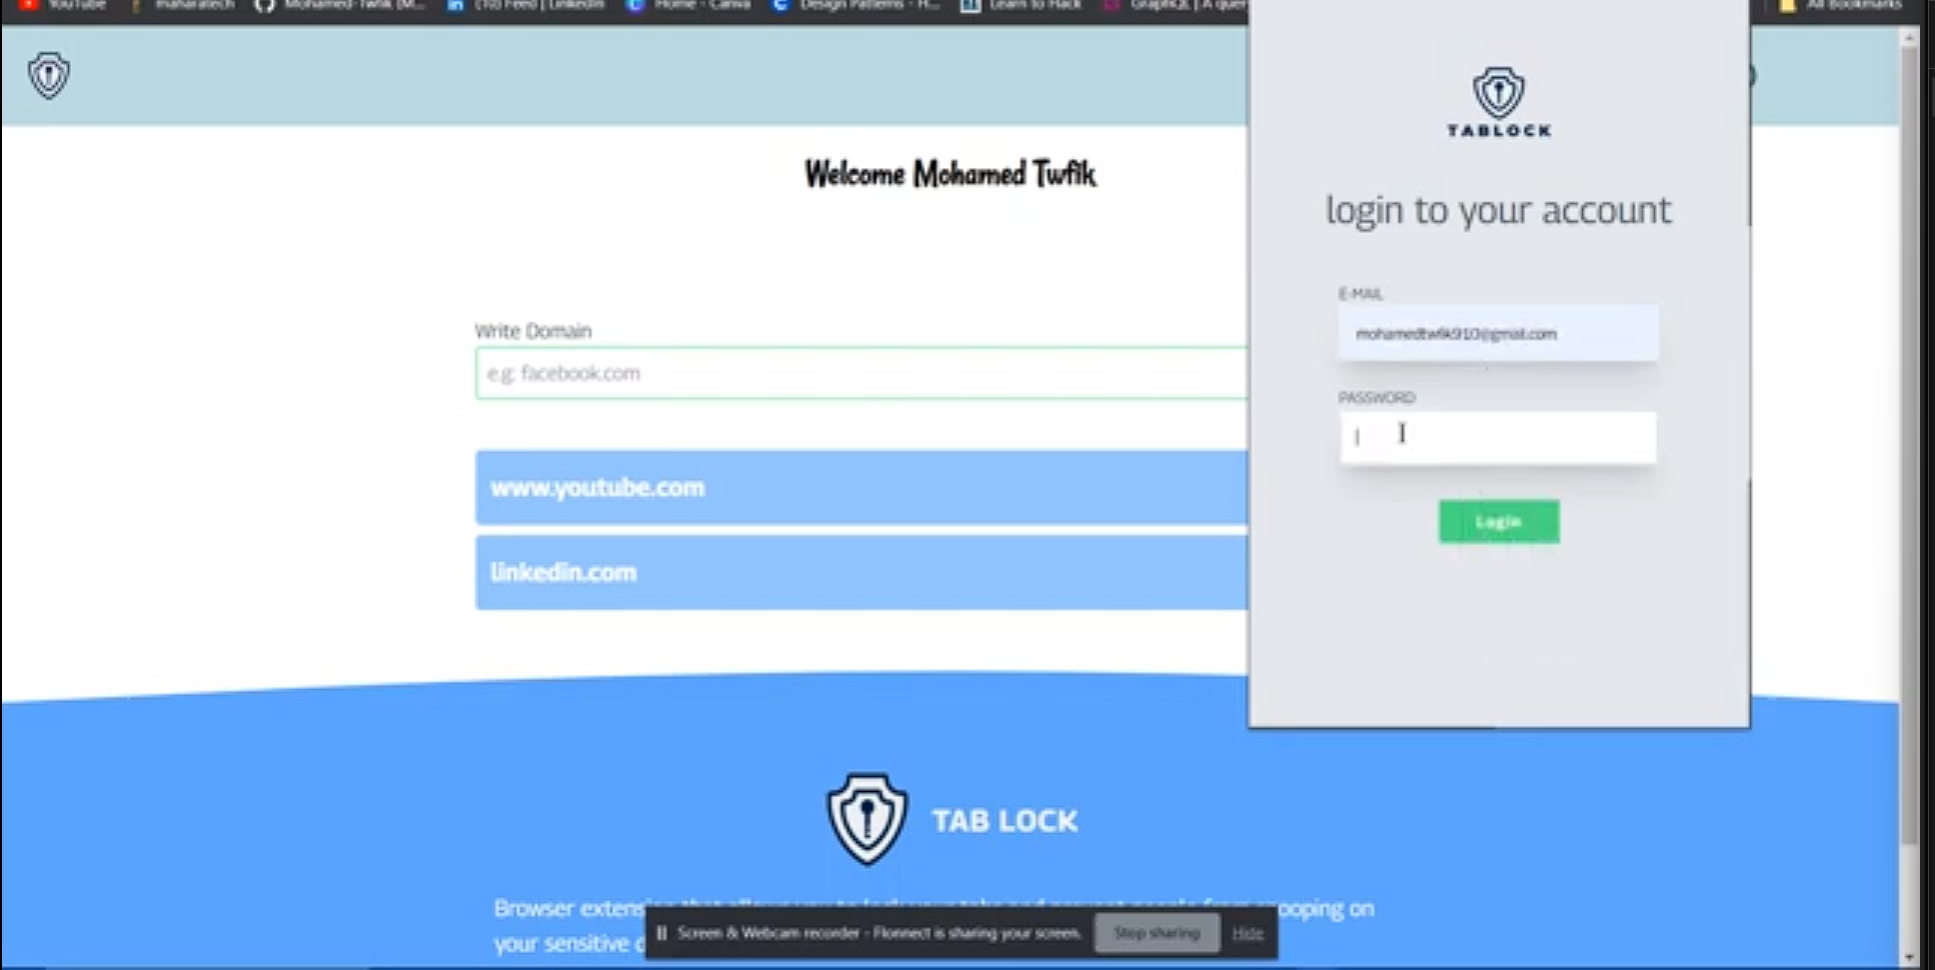 YouTube maharatech Mohamed-Twfik (M... (10) Feed | LinkedIn Home - Canva Design Patterns - H... Learn to Hack GraphQL | A quer All Bookmarks
Welcome Mohamed Twfik
Write Domain
e.g: facebook.com
www.youtube.com
linkedin.com
TABLOCK
login to your account
E-MAIL
mohamedtwfik910@gmail.com
PASSWORD
Login
TAB LOCK
Browser extens ooping on
your sensitive
Screen & Webcam recorder - Flonnect is sharing your screen. Stop sharing Hide